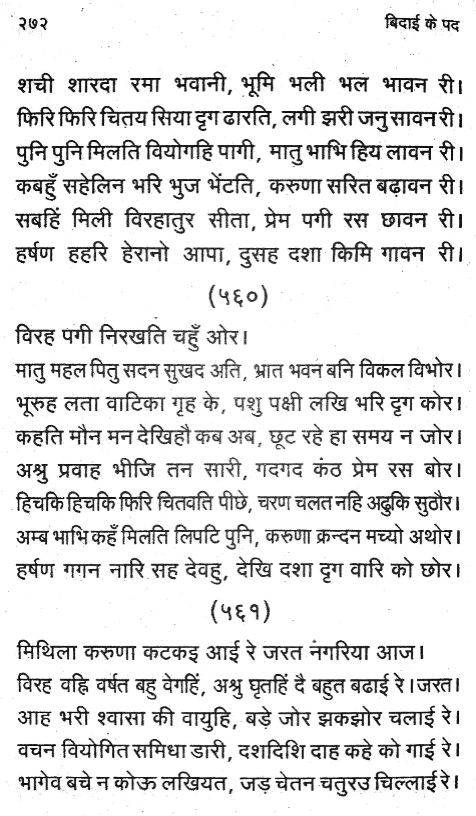 २७२ बिदाई के पद
शची शारदा रमा भवानी, भूमि भली भल भावन री।
फिरि फिरि चितय सिया दृग ढारति, लगी झरी जनु सावन री।
पुनि पुनि मिलति वियोगहि पागी, मातु भाभि हिय लावन री।
कबहुँ सहेलिन भरि भुज भेंटति, करुणा सरित बढ़ावन री।
सबहिं मिली विरहातुर सीता, प्रेम पगी रस छावन री।
हर्षण हहरि हेरानो आपा, दुसह दशा किमि गावन री।
(५६०)
विरह पगी निरखति चहुँ ओर।
मातु महल पितु सदन सुखद अति, भ्रात भवन बनि विकल विभोर।
भूरुह लता वाटिका गृह के, पशु पक्षी लखि भरि दृग कोर।
कहति मौन मन देखिहौ कब अब, छूट रहे हा समय न जोर।
अश्रु प्रवाह भीजि तन सारी, गदगद कंठ प्रेम रस बोर।
हिचकि हिचकि फिरि चितवति पीछे, चरण चलत नहि अढुकि सुठौर।
अम्ब भाभि कहँ मिलति लिपटि पुनि, करुणा क्रन्दन मच्यो अथोर।
हर्षण गगन नारि सह देवहु, देखि दशा दृग वारि को छोर।
(५६१)
मिथिला करुणा कटकइ आई रे जरत नंगरिया आज।
विरह वह्नि वर्षत बहु वेगहिं, अश्रु घृतहिं दै बहुत बढाई रे। जरत।
आह भरी श्वासा की वायुहि, बड़े जोर झकझोर चलाई रे।
वचन वियोगित समिधा डारी, दशदिशि दाह कहे को गाई रे।
भागेव बचे न कोऊ लखियत, जड़ चेतन चतुरउ चिल्लाई रे।